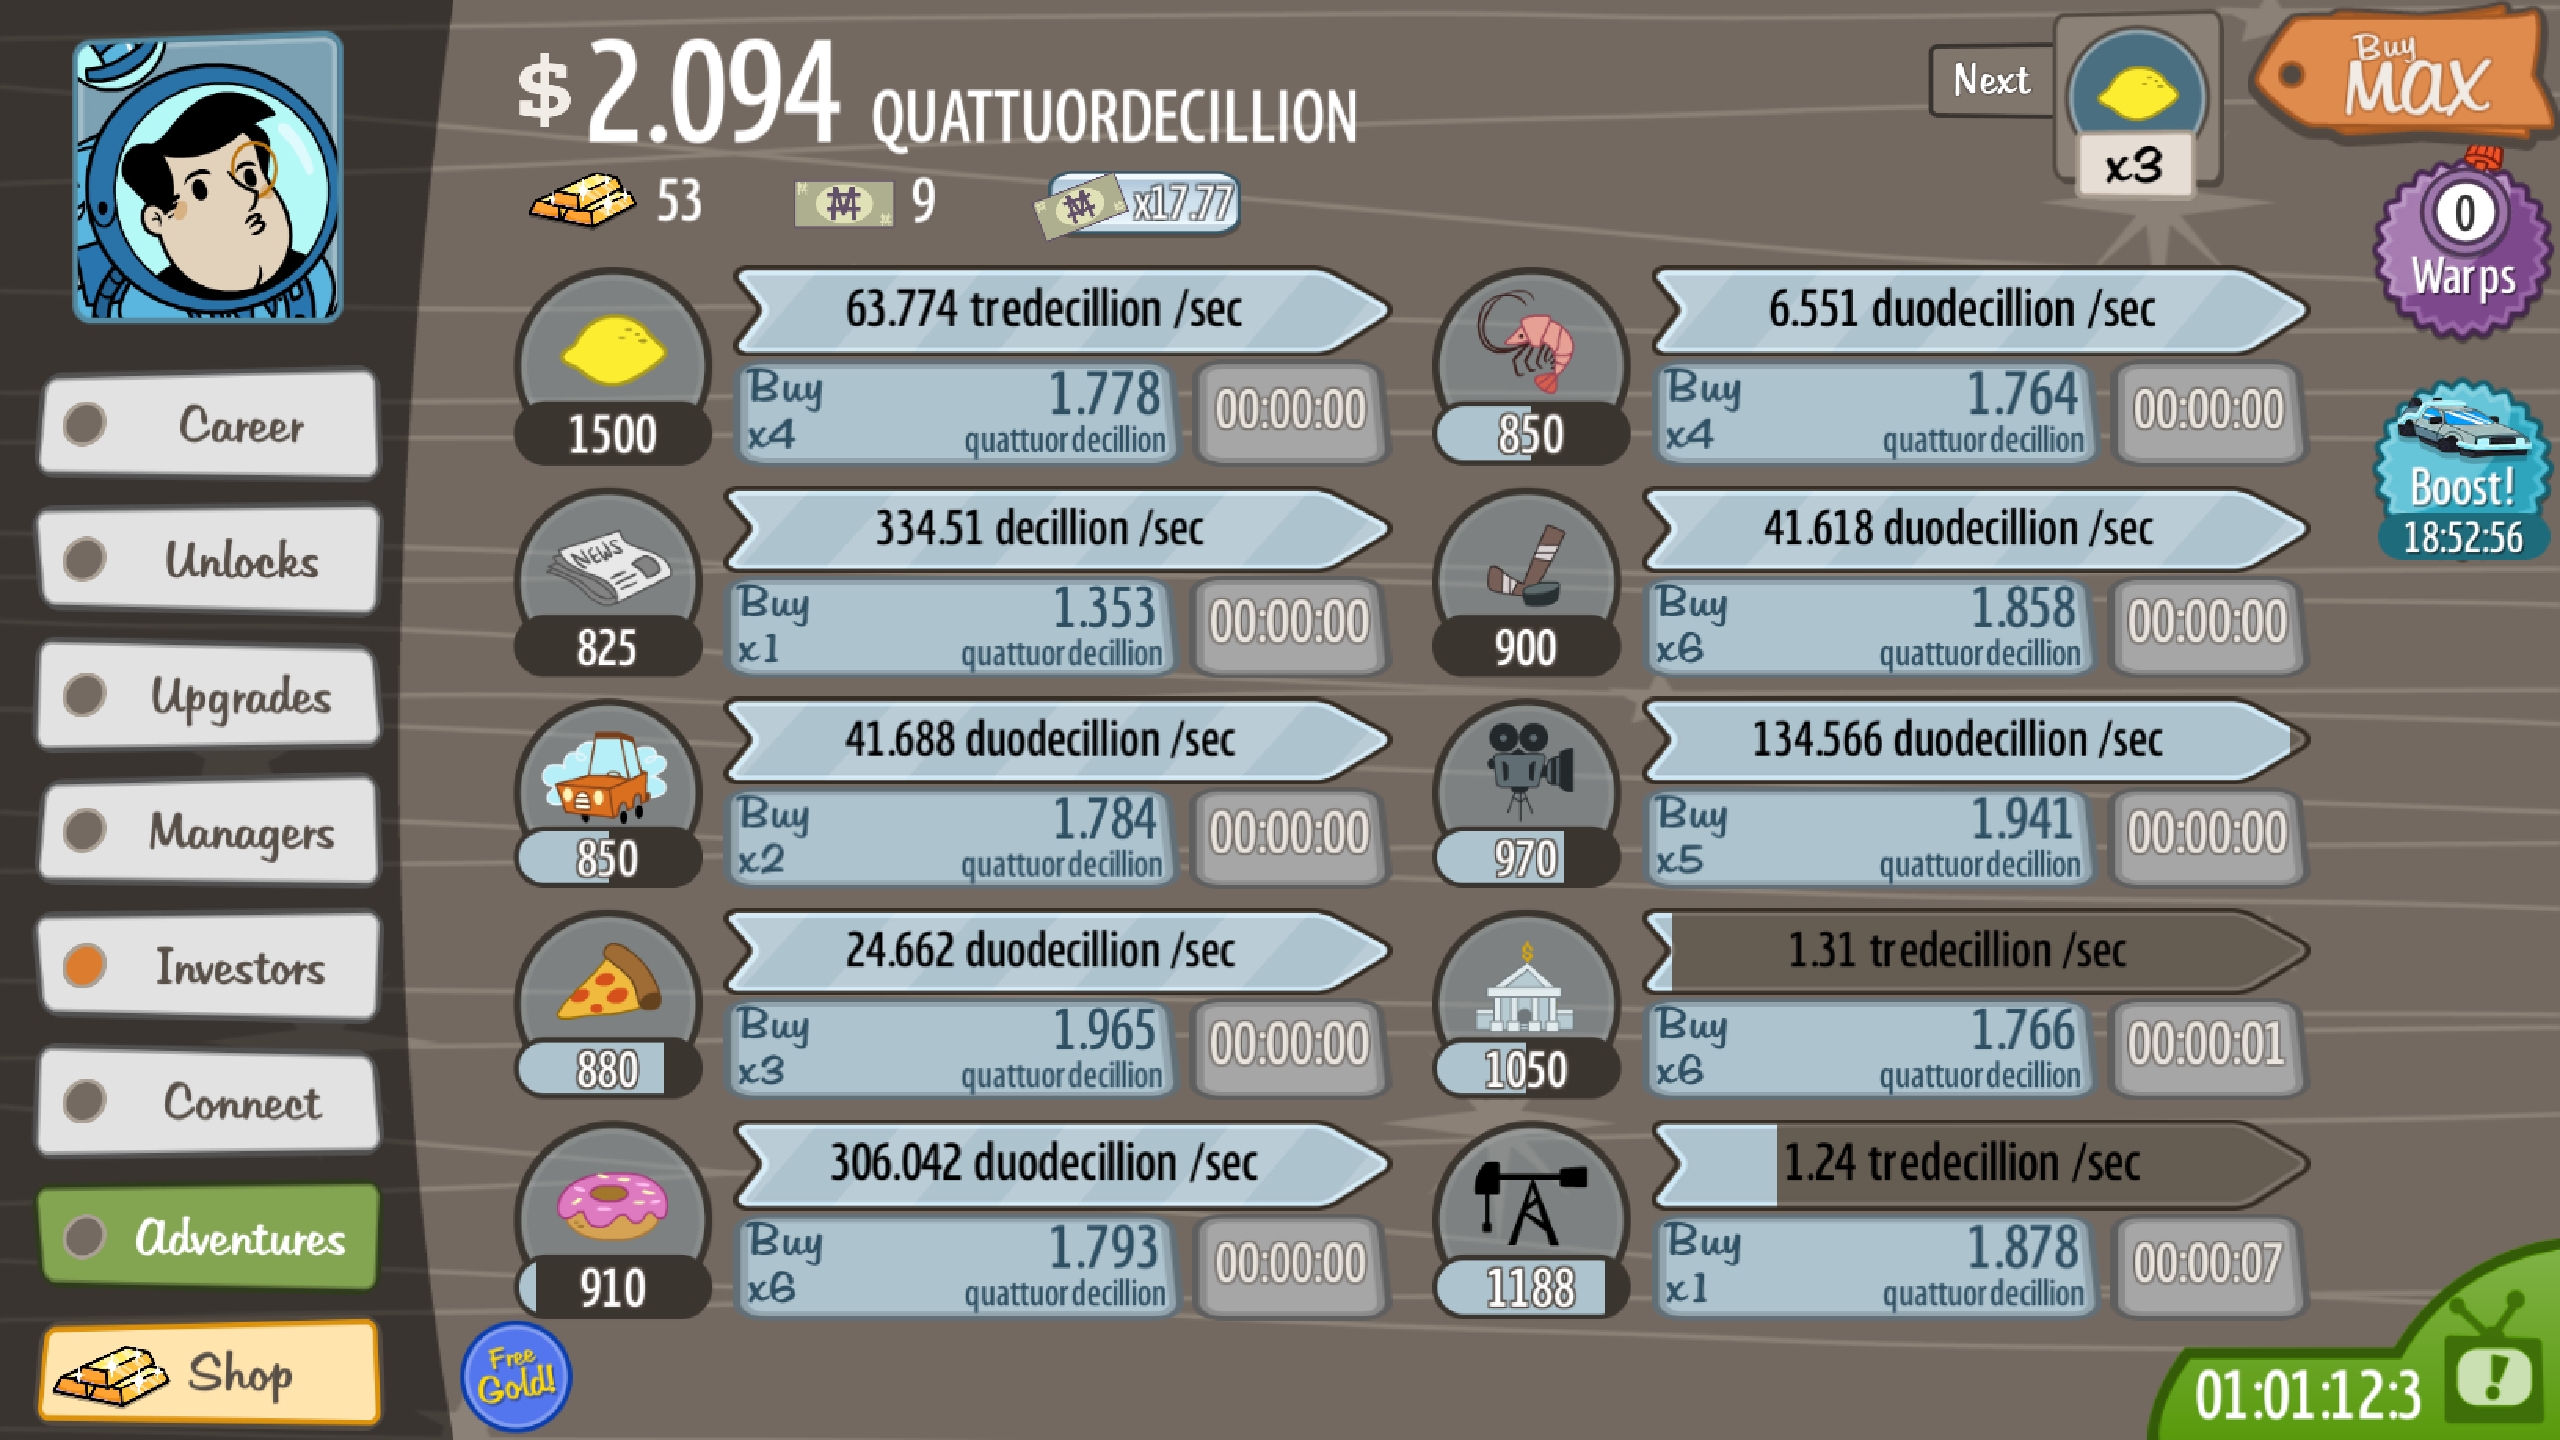 $2.094 QUATTUORDECILLION
Next
x3
Buy
MAX
53
9
x17.77
0
Warps
Boost!
18:52:56
Career
Unlocks
Upgrades
Managers
Investors
Connect
Adventures
Shop
63.774 tredecillion /sec
1500
Buy
x4
1.778
quattuordecillion
00:00:00
6.551 duodecillion /sec
850
Buy
x4
1.764
quattuordecillion
00:00:00
NEWS
334.51 decillion /sec
825
Buy
x1
1.353
quattuordecillion
00:00:00
41.618 duodecillion /sec
900
Buy
x6
1.858
quattuordecillion
00:00:00
41.688 duodecillion /sec
850
Buy
x2
1.784
quattuordecillion
00:00:00
134.566 duodecillion /sec
970
Buy
x5
1.941
quattuordecillion
00:00:00
24.662 duodecillion /sec
880
Buy
x3
1.965
quattuordecillion
00:00:00
$
1.31 tredecillion /sec
1050
Buy
x6
1.766
quattuordecillion
00:00:01
306.042 duodecillion /sec
910
Buy
x6
1.793
quattuordecillion
00:00:00
1.24 tredecillion /sec
1188
Buy
x1
1.878
quattuordecillion
00:00:07
Free
Gold!
01:01:12:3
!